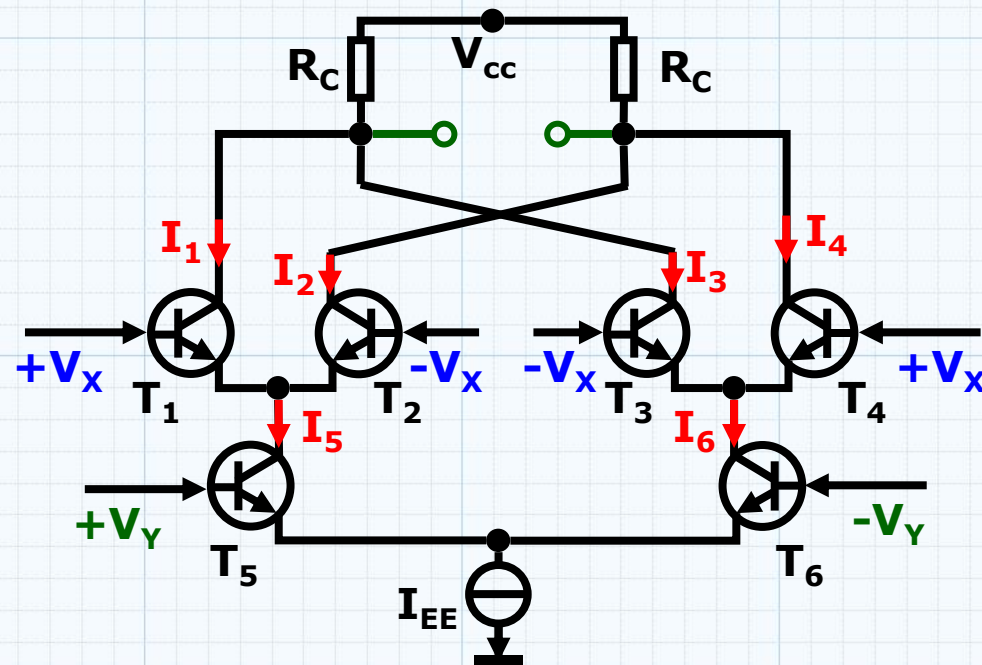 R_C V_cc R_C
I_1 I_2 I_3 I_4
+V_X -V_X -V_X +V_X
T_1 T_2 T_3 T_4
I_5 I_6
+V_Y -V_Y
T_5 T_6
I_EE